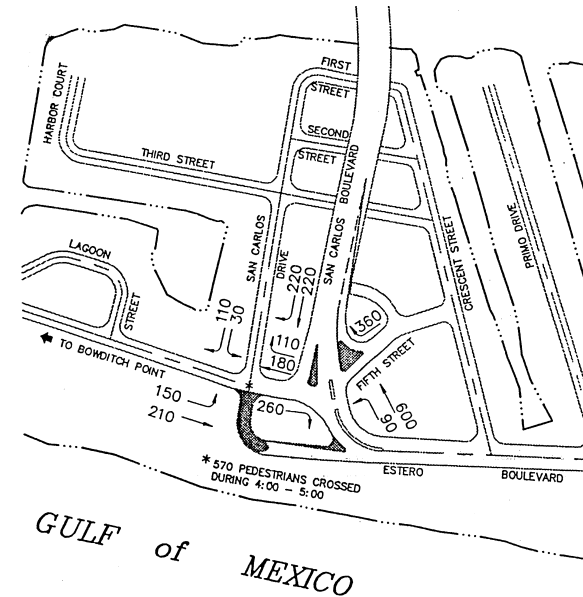 FIRST
STREET
SECOND
STREET
HARBOR COURT
THIRD STREET
SAN CARLOS
BOULEVARD
SAN CARLOS
DRIVE
CRESCENT STREET
PRIMO DRIVE
LAGOON
STREET
220
220
110
30
110
180
360
FIFTH STREET
TO BOWDITCH POINT
150
210
*
260
600
90
* 570 PEDESTRIANS CROSSED
DURING 4:00 - 5:00
ESTERO BOULEVARD
GULF of MEXICO